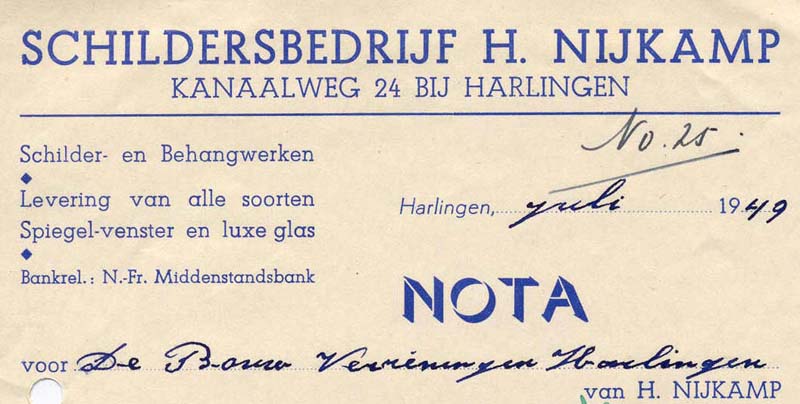 SCHILDERSBEDRIJF H. NIJKAMP
KANAALWEG 24 BIJ HARLINGEN
No. 25.
Schilder- en Behangwerken
Levering van alle soorten
Spiegel-venster en luxe glas
Bankrel.: N.-Fr. Middenstandsbank
Harlingen, juli 1949
NOTA
voor De Bouw Vereeningen Harlingen
van H. NIJKAMP